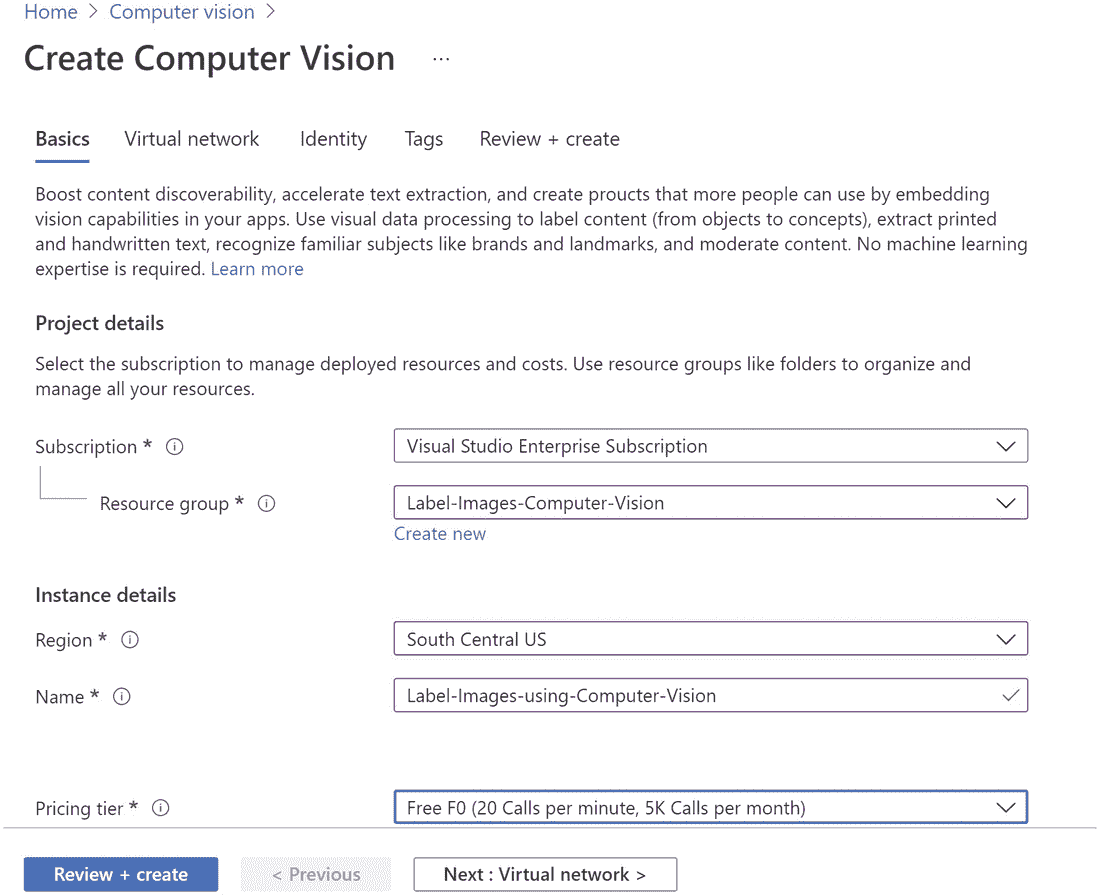 Home > Computer vision >
Create Computer Vision ...
Basics Virtual network Identity Tags Review + create
Boost content discoverability, accelerate text extraction, and create proucts that more people can use by embedding
vision capabilities in your apps. Use visual data processing to label content (from objects to concepts), extract printed
and handwritten text, recognize familiar subjects like brands and landmarks, and moderate content. No machine learning
expertise is required. Learn more
Project details
Select the subscription to manage deployed resources and costs. Use resource groups like folders to organize and
manage all your resources.
Subscription * Visual Studio Enterprise Subscription
Resource group * Label-Images-Computer-Vision
Create new
Instance details
Region * South Central US
Name * Label-Images-using-Computer-Vision
Pricing tier * Free F0 (20 Calls per minute, 5K Calls per month)
Review + create < Previous Next : Virtual network >